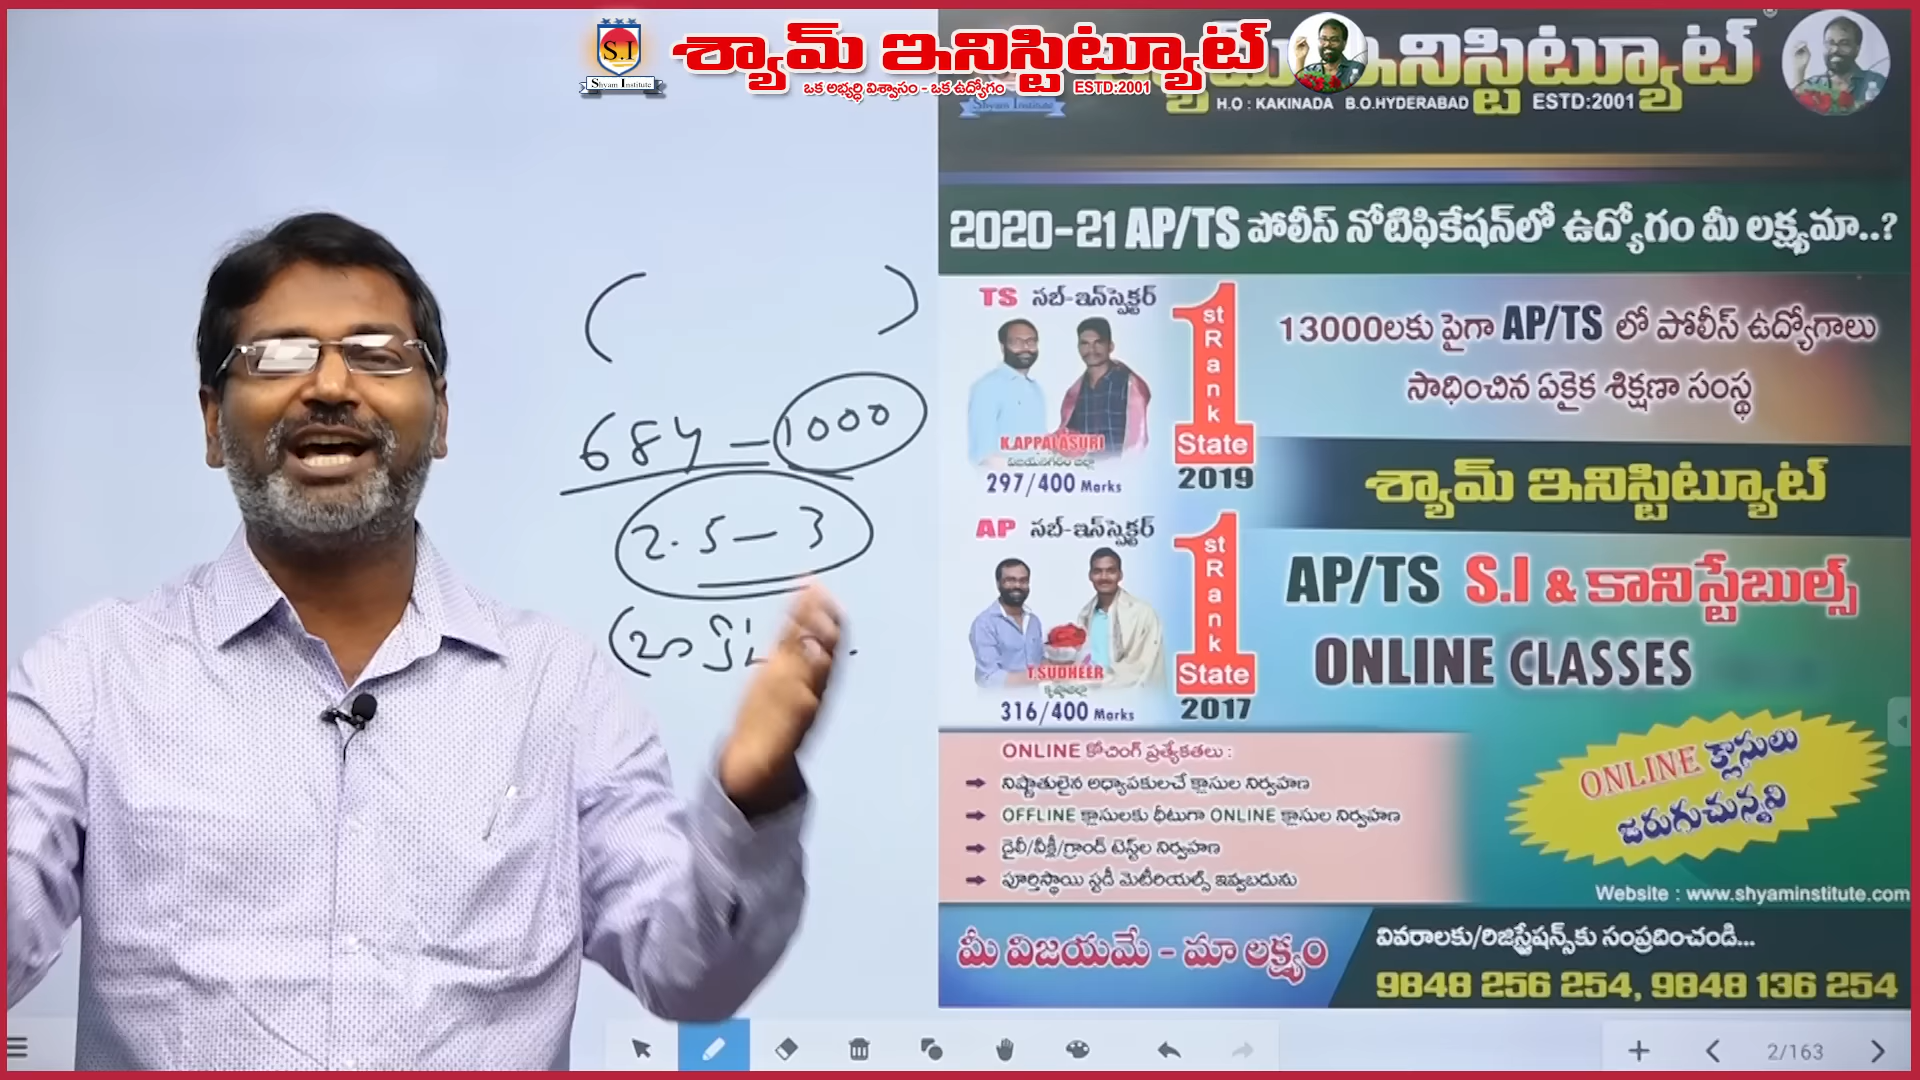 S.I
Shyam Institute
శ్యామ్ ఇనిస్టిట్యూట్
ఒక అభ్యర్థి విశ్వాసం - ఒక ఉద్యోగం ESTD:2001
Shyam Institute
H.O : KAKINADA B.O.HYDERABAD ESTD:2001
2020-21 AP/TS పోలీస్ నోటిఫికేషన్‌లో ఉద్యోగం మీ లక్ష్యమా..?
TS సబ్-ఇన్‌స్పెక్టర్
K.APPALASURI
విజయనగరం జిల్లా
297/400 Marks
1st Rank State
2019
13000లకు పైగా AP/TS లో పోలీస్ ఉద్యోగాలు
సాధించిన ఏకైక శిక్షణా సంస్థ
శ్యామ్ ఇనిస్టిట్యూట్
AP సబ్-ఇన్‌స్పెక్టర్
T.SUDHEER
కృష్ణాజిల్లా
316/400 Marks
1st Rank State
2017
AP/TS S.I & కానిస్టేబుల్స్
ONLINE CLASSES
ONLINE కోచింగ్ ప్రత్యేకతలు :
నిష్ణాతులైన అధ్యాపకులచే క్లాసుల నిర్వహణ
OFFLINE క్లాసులకు ధీటుగా ONLINE క్లాసుల నిర్వహణ
డైలీ/వీక్లీ/గ్రాండ్ టెస్ట్‌ల నిర్వహణ
పూర్తిస్థాయి స్టడీ మెటీరియల్స్ ఇవ్వబడును
ONLINE క్లాసులు
జరుగుచున్నవి
Website : www.shyaminstitute.com
మీ విజయమే - మా లక్ష్యం
వివరాలకు/రిజిస్ట్రేషన్స్‌కు సంప్రదించండి...
9848 256 254, 9848 136 254
684 - 1000
2.5 - 3
2/163